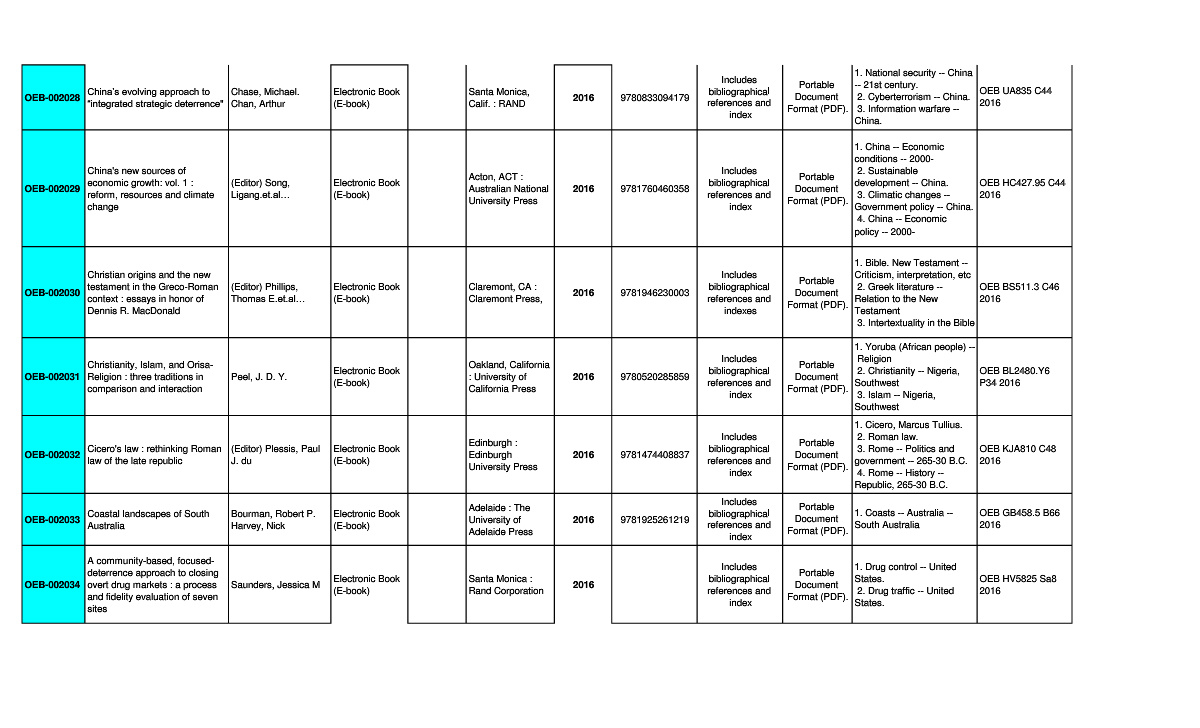 OEB-002028
China's evolving approach to
"integrated strategic deterrence"
Chase, Michael.
Chan, Arthur
Electronic Book
(E-book)
Santa Monica,
Calif. : RAND
2016
9780833094179
Includes
bibliographical
references and
index
Portable
Document
Format (PDF).
1. National security -- China
-- 21st century.
2. Cyberterrorism -- China.
3. Information warfare --
China.
OEB UA835 C44
2016
OEB-002029
China's new sources of
economic growth: vol. 1 :
reform, resources and climate
change
(Editor) Song,
Ligang.et.al...
Electronic Book
(E-book)
Acton, ACT :
Australian National
University Press
2016
9781760460358
Includes
bibliographical
references and
index
Portable
Document
Format (PDF).
1. China -- Economic
conditions -- 2000-
2. Sustainable
development -- China.
3. Climatic changes --
Government policy -- China.
4. China -- Economic
policy -- 2000-
OEB HC427.95 C44
2016
OEB-002030
Christian origins and the new
testament in the Greco-Roman
context : essays in honor of
Dennis R. MacDonald
(Editor) Phillips,
Thomas E.et.al...
Electronic Book
(E-book)
Claremont, CA :
Claremont Press,
2016
9781946230003
Includes
bibliographical
references and
indexes
Portable
Document
Format (PDF).
1. Bible. New Testament --
Criticism, interpretation, etc
2. Greek literature --
Relation to the New
Testament
3. Intertextuality in the Bible
OEB BS511.3 C46
2016
OEB-002031
Christianity, Islam, and Orisa-
Religion : three traditions in
comparison and interaction
Peel, J. D. Y.
Electronic Book
(E-book)
Oakland, California
: University of
California Press
2016
9780520285859
Includes
bibliographical
references and
index
Portable
Document
Format (PDF).
1. Yoruba (African people) --
Religion
2. Christianity -- Nigeria,
Southwest
3. Islam -- Nigeria,
Southwest
OEB BL2480.Y6
P34 2016
OEB-002032
Cicero's law : rethinking Roman
law of the late republic
(Editor) Plessis, Paul
J. du
Electronic Book
(E-book)
Edinburgh :
Edinburgh
University Press
2016
9781474408837
Includes
bibliographical
references and
index
Portable
Document
Format (PDF).
1. Cicero, Marcus Tullius.
2. Roman law.
3. Rome -- Politics and
government -- 265-30 B.C.
4. Rome -- History --
Republic, 265-30 B.C.
OEB KJA810 C48
2016
OEB-002033
Coastal landscapes of South
Australia
Bourman, Robert P.
Harvey, Nick
Electronic Book
(E-book)
Adelaide : The
University of
Adelaide Press
2016
9781925261219
Includes
bibliographical
references and
index
Portable
Document
Format (PDF).
1. Coasts -- Australia --
South Australia
OEB GB458.5 B66
2016
OEB-002034
A community-based, focused-
deterrence approach to closing
overt drug markets : a process
and fidelity evaluation of seven
sites
Saunders, Jessica M
Electronic Book
(E-book)
Santa Monica :
Rand Corporation
2016
Includes
bibliographical
references and
index
Portable
Document
Format (PDF).
1. Drug control -- United
States.
2. Drug traffic -- United
States.
OEB HV5825 Sa8
2016